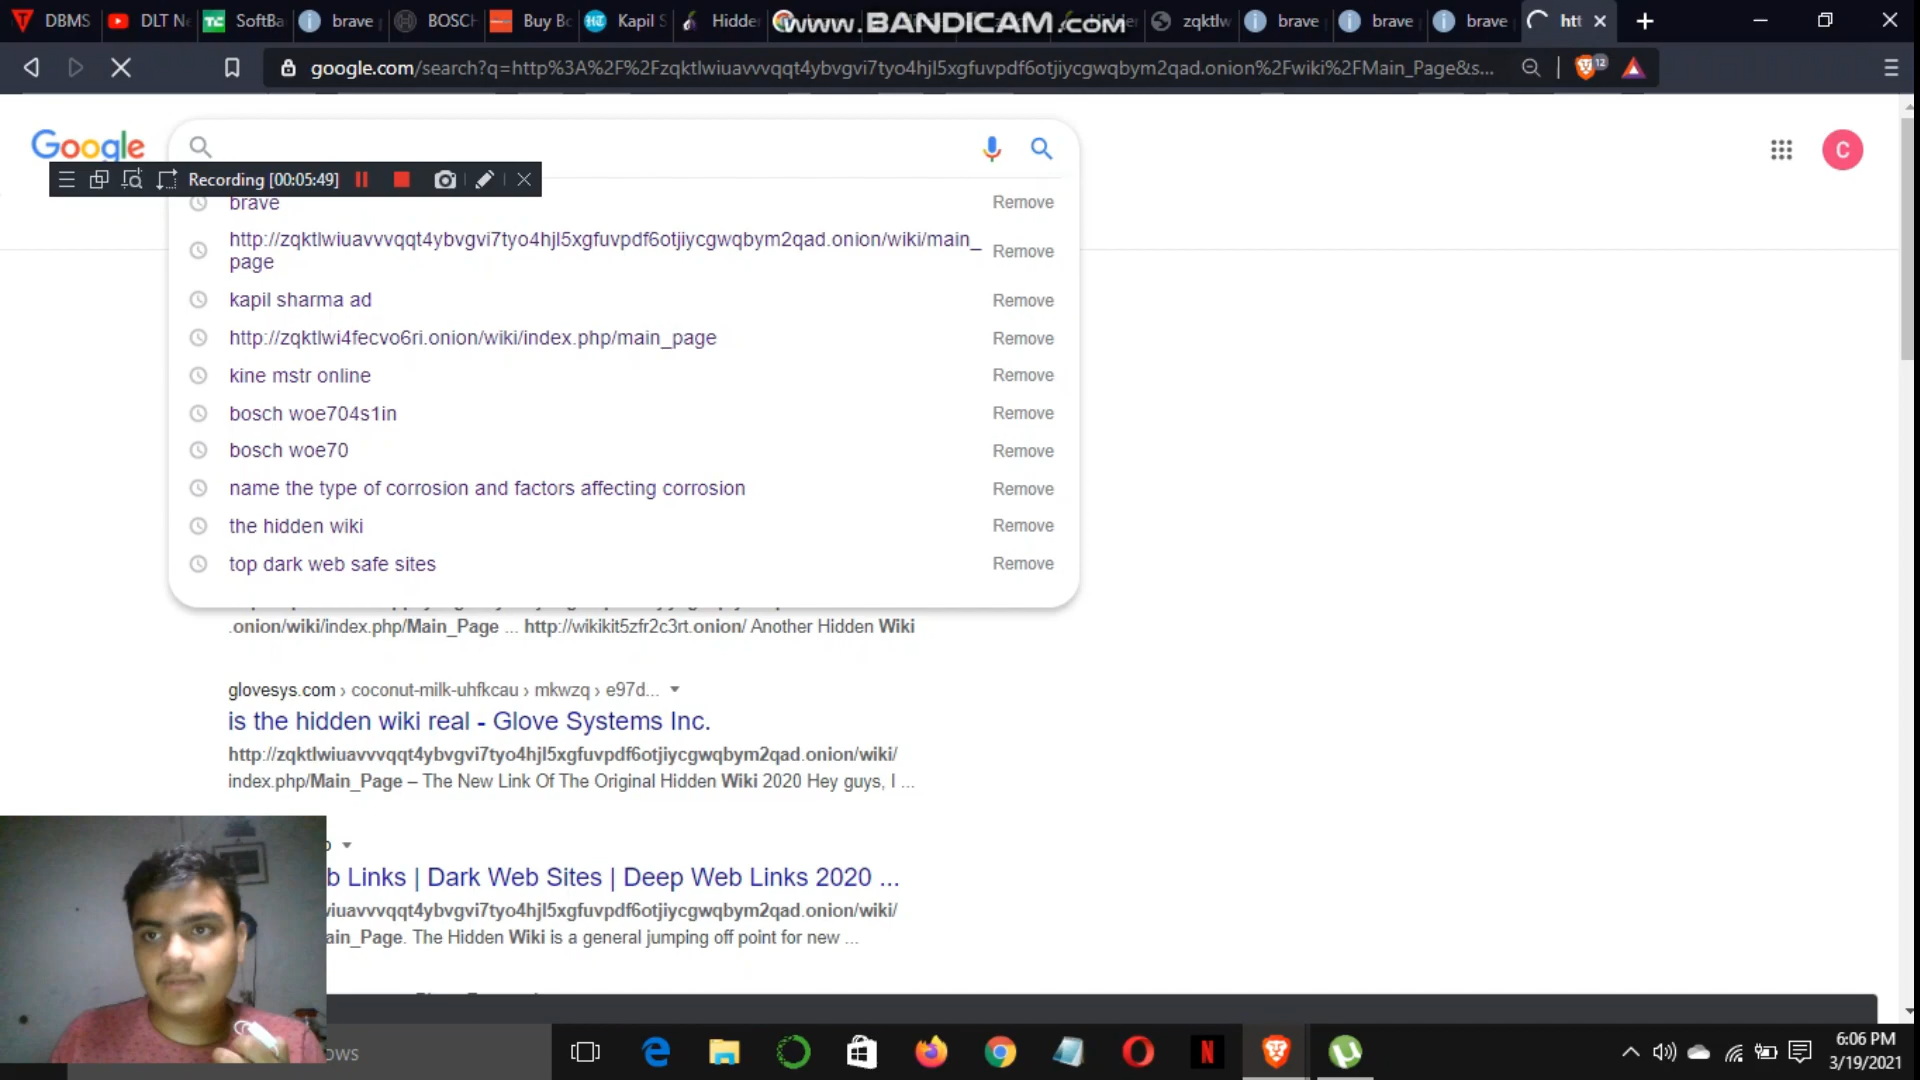 DBMS
DLT Ne
TC SoftBa
brave
BOSCH
Buy Bo
HT Kapil S
Hidde
www.BANDICAM.com
zqktlw
brave
brave
brave
htt
google.com/search?q=http%3A%2F%2Fzqktlwiuavvvqqt4ybvgvi7tyo4hjl5xgfuvpdf6otjiycgwqbym2qad.onion%2Fwiki%2FMain_Page&s...
12
Google
C
Recording [00:05:49]
brave Remove
http://zqktlwiuavvvqqt4ybvgvi7tyo4hjl5xgfuvpdf6otjiycgwqbym2qad.onion/wiki/main_
page
Remove
kapil sharma ad Remove
http://zqktlwi4fecvo6ri.onion/wiki/index.php/main_page Remove
kine mstr online Remove
bosch woe704s1in Remove
bosch woe70 Remove
name the type of corrosion and factors affecting corrosion Remove
the hidden wiki Remove
top dark web safe sites Remove
.onion/wiki/index.php/Main_Page ... http://wikikit5zfr2c3rt.onion/ Another Hidden Wiki
glovesys.com › coconut-milk-uhfkcau › mkwzq › e97d...
is the hidden wiki real - Glove Systems Inc.
http://zqktlwiuavvvqqt4ybvgvi7tyo4hjl5xgfuvpdf6otjiycgwqbym2qad.onion/wiki/
index.php/Main_Page – The New Link Of The Original Hidden Wiki 2020 Hey guys, I ...
b Links | Dark Web Sites | Deep Web Links 2020 ...
iuavvvqqt4ybvgvi7tyo4hjl5xgfuvpdf6otjiycgwqbym2qad.onion/wiki/
ain_Page. The Hidden Wiki is a general jumping off point for new ...
ows
N
6:06 PM
3/19/2021